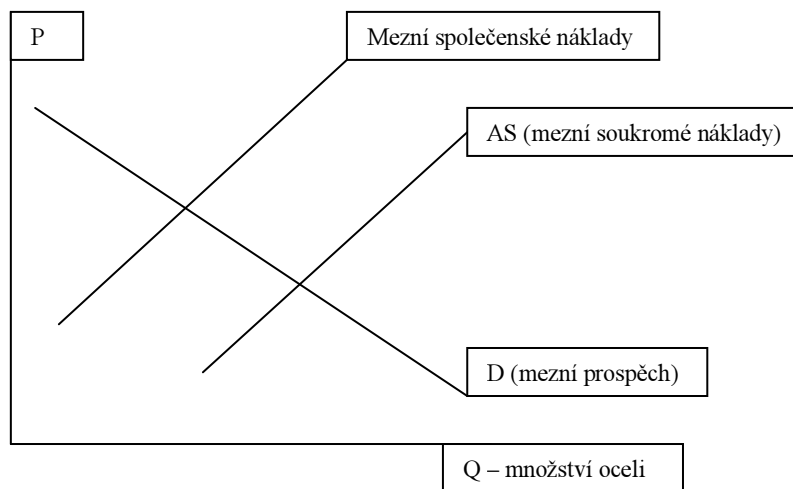 P
Mezní společenské náklady
AS (mezní soukromé náklady)
D (mezní prospěch)
Q – množství oceli